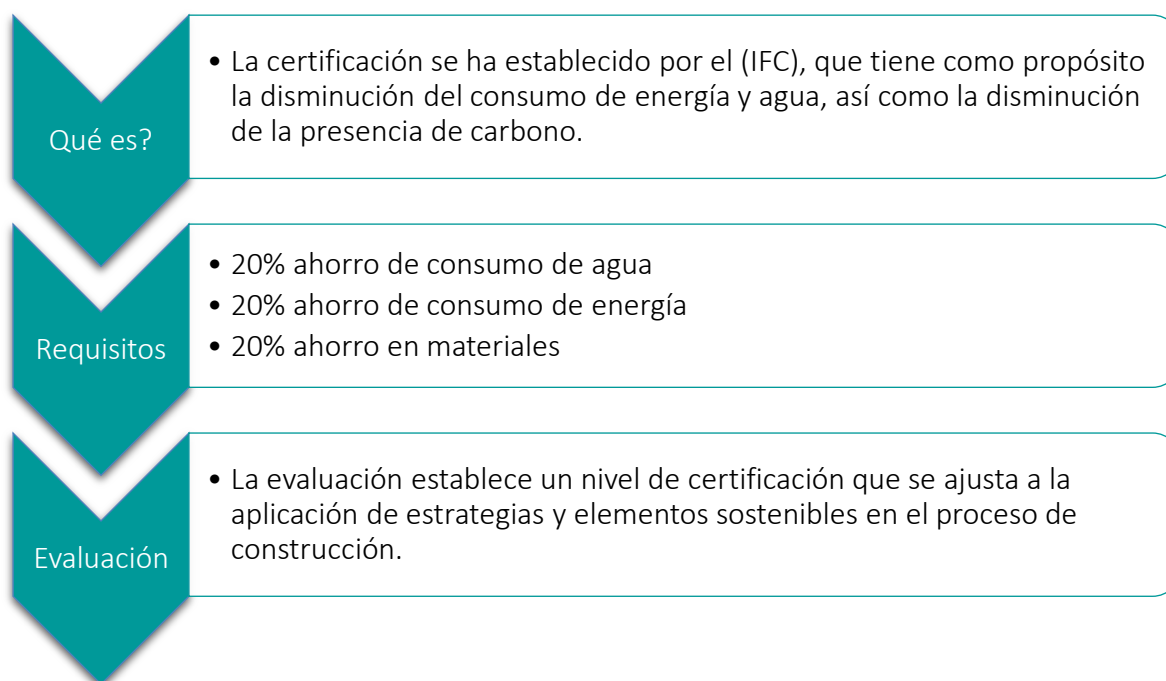 Qué es?
• La certificación se ha establecido por el (IFC), que tiene como propósito
la disminución del consumo de energía y agua, así como la disminución
de la presencia de carbono.
Requisitos
• 20% ahorro de consumo de agua
• 20% ahorro de consumo de energía
• 20% ahorro en materiales
Evaluación
• La evaluación establece un nivel de certificación que se ajusta a la
aplicación de estrategias y elementos sostenibles en el proceso de
construcción.